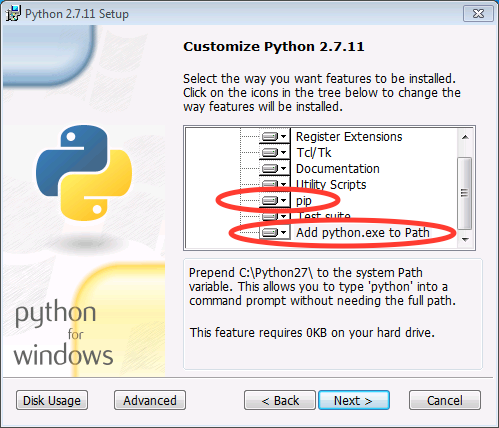 Python 2.7.11 Setup
Customize Python 2.7.11
Select the way you want features to be installed.
Click on the icons in the tree below to change the
way features will be installed.
Register Extensions
Tcl/Tk
Documentation
Utility Scripts
pip
Test suite
Add python.exe to Path
Prepend C:\Python27\ to the system Path
variable. This allows you to type 'python' into a
command prompt without needing the full path.
This feature requires 0KB on your hard drive.
python
for
windows
Disk Usage
Advanced
< Back
Next >
Cancel